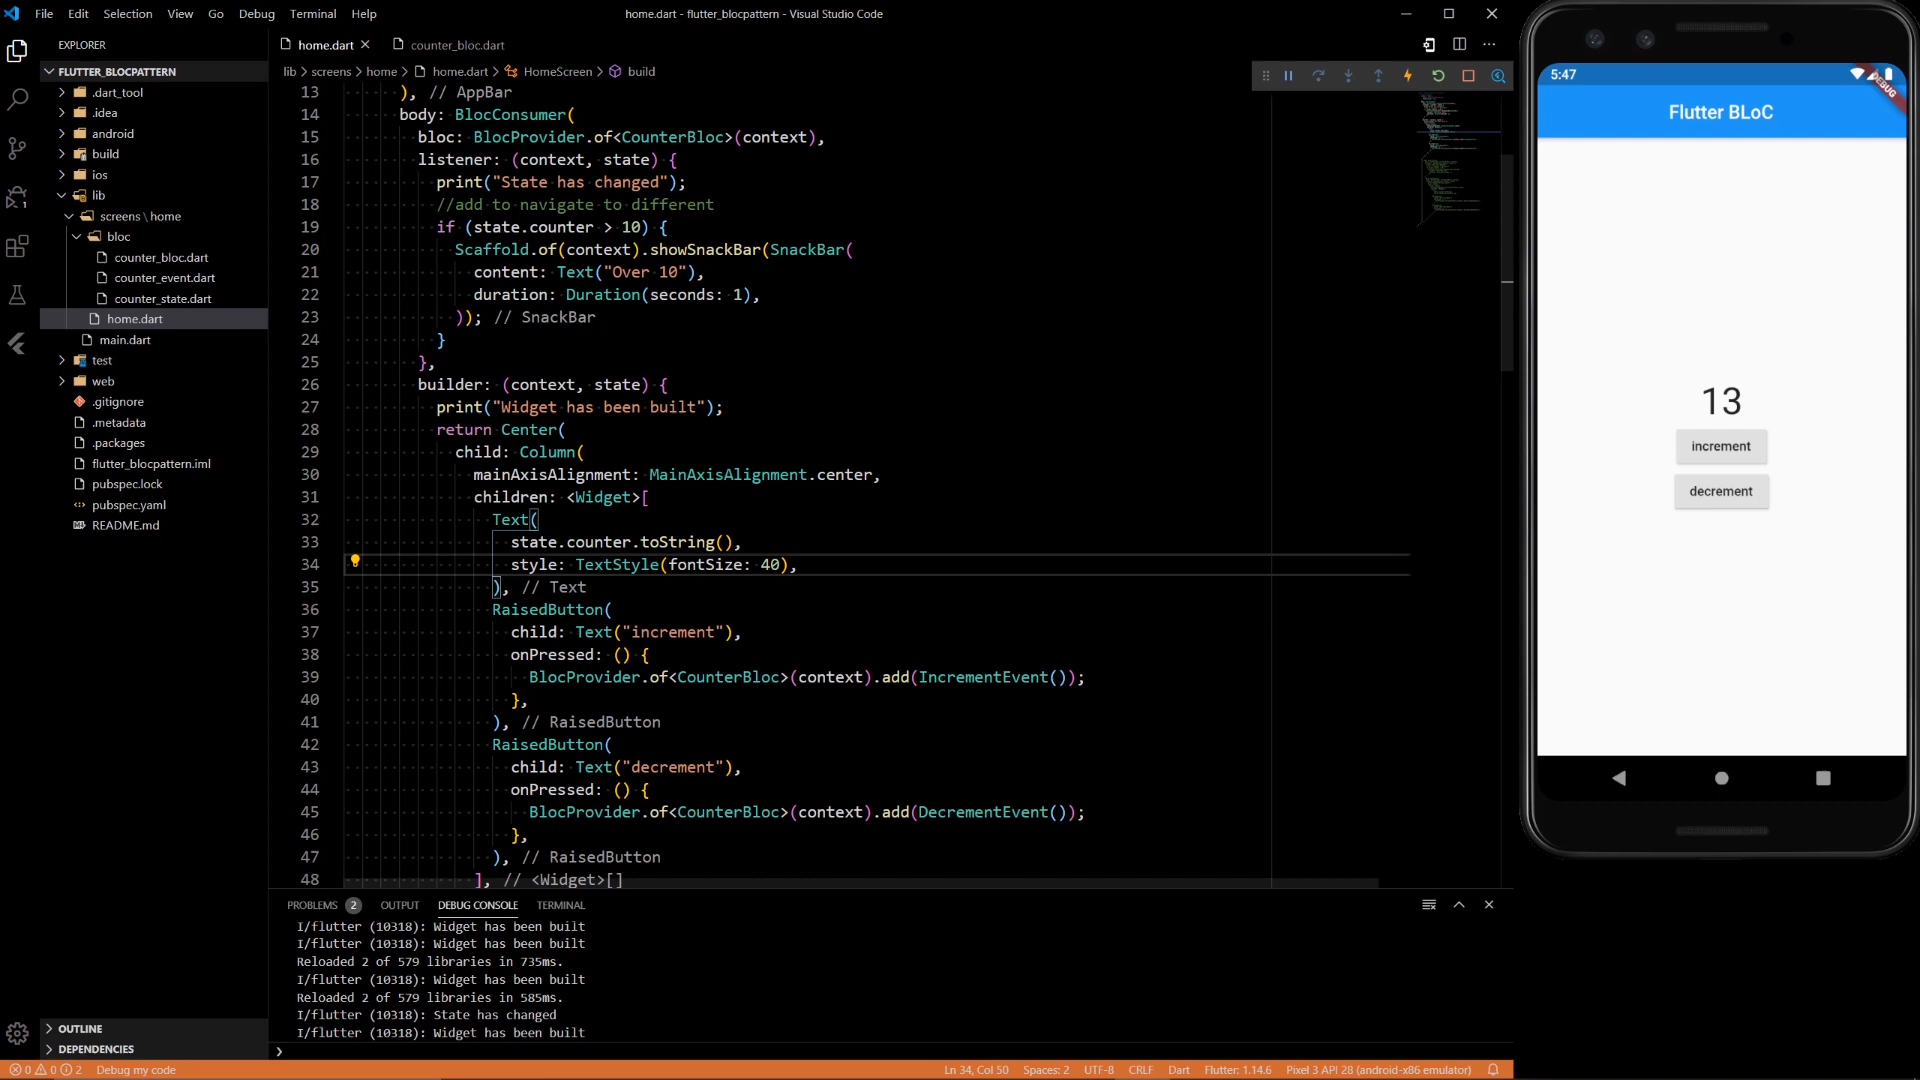 File Edit Selection View Go Debug Terminal Help
home.dart - flutter_blocpattern - Visual Studio Code
EXPLORER
FLUTTER_BLOCPATTERN
.dart_tool
.idea
android
build
ios
lib
screens \ home
bloc
counter_bloc.dart
counter_event.dart
counter_state.dart
home.dart
main.dart
test
web
.gitignore
.metadata
.packages
flutter_blocpattern.iml
pubspec.lock
pubspec.yaml
README.md
OUTLINE
DEPENDENCIES
1
home.dart counter_bloc.dart
lib > screens > home > home.dart > HomeScreen > build
13 ), // AppBar
14 body: BlocConsumer(
15 bloc: BlocProvider.of<CounterBloc>(context),
16 listener: (context, state) {
17 print("State has changed");
18 //add to navigate to different
19 if (state.counter > 10) {
20 Scaffold.of(context).showSnackBar(SnackBar(
21 content: Text("Over 10"),
22 duration: Duration(seconds: 1),
23 )); // SnackBar
24 }
25 },
26 builder: (context, state) {
27 print("Widget has been built");
28 return Center(
29 child: Column(
30 mainAxisAlignment: MainAxisAlignment.center,
31 children: <Widget>[
32 Text(
33 state.counter.toString(),
34 style: TextStyle(fontSize: 40),
35 ), // Text
36 RaisedButton(
37 child: Text("increment"),
38 onPressed: () {
39 BlocProvider.of<CounterBloc>(context).add(IncrementEvent());
40 },
41 ), // RaisedButton
42 RaisedButton(
43 child: Text("decrement"),
44 onPressed: () {
45 BlocProvider.of<CounterBloc>(context).add(DecrementEvent());
46 },
47 ), // RaisedButton
48 ], // <Widget>[]
PROBLEMS 2 OUTPUT DEBUG CONSOLE TERMINAL
I/flutter (10318): Widget has been built
I/flutter (10318): Widget has been built
Reloaded 2 of 579 libraries in 735ms.
I/flutter (10318): Widget has been built
Reloaded 2 of 579 libraries in 585ms.
I/flutter (10318): State has changed
I/flutter (10318): Widget has been built
0 0 2 Debug my code
Ln 34, Col 50 Spaces: 2 UTF-8 CRLF Dart Flutter: 1.14.6 Pixel 3 API 28 (android-x86 emulator)
5:47
DEBUG
Flutter BLoC
13
increment
decrement